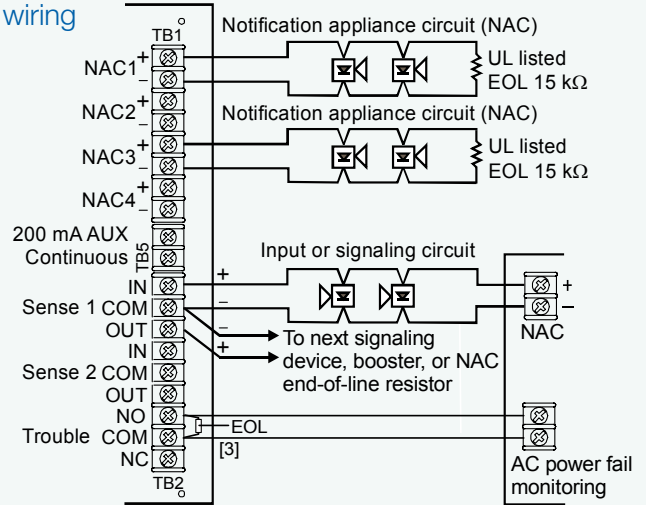 wiring
TB1
Notification appliance circuit (NAC)
NAC1
+
−
UL listed
EOL 15 kΩ
NAC2
+
−
Notification appliance circuit (NAC)
NAC3
+
−
UL listed
EOL 15 kΩ
NAC4
+
−
200 mA AUX
Continuous
TB5
Input or signaling circuit
IN
+
+
Sense 1 COM
−
−
NAC
OUT
−
To next signaling
device, booster, or NAC
end-of-line resistor
IN
+
Sense 2 COM
OUT
NO
EOL
Trouble COM
[3]
NC
AC power fail
monitoring
TB2